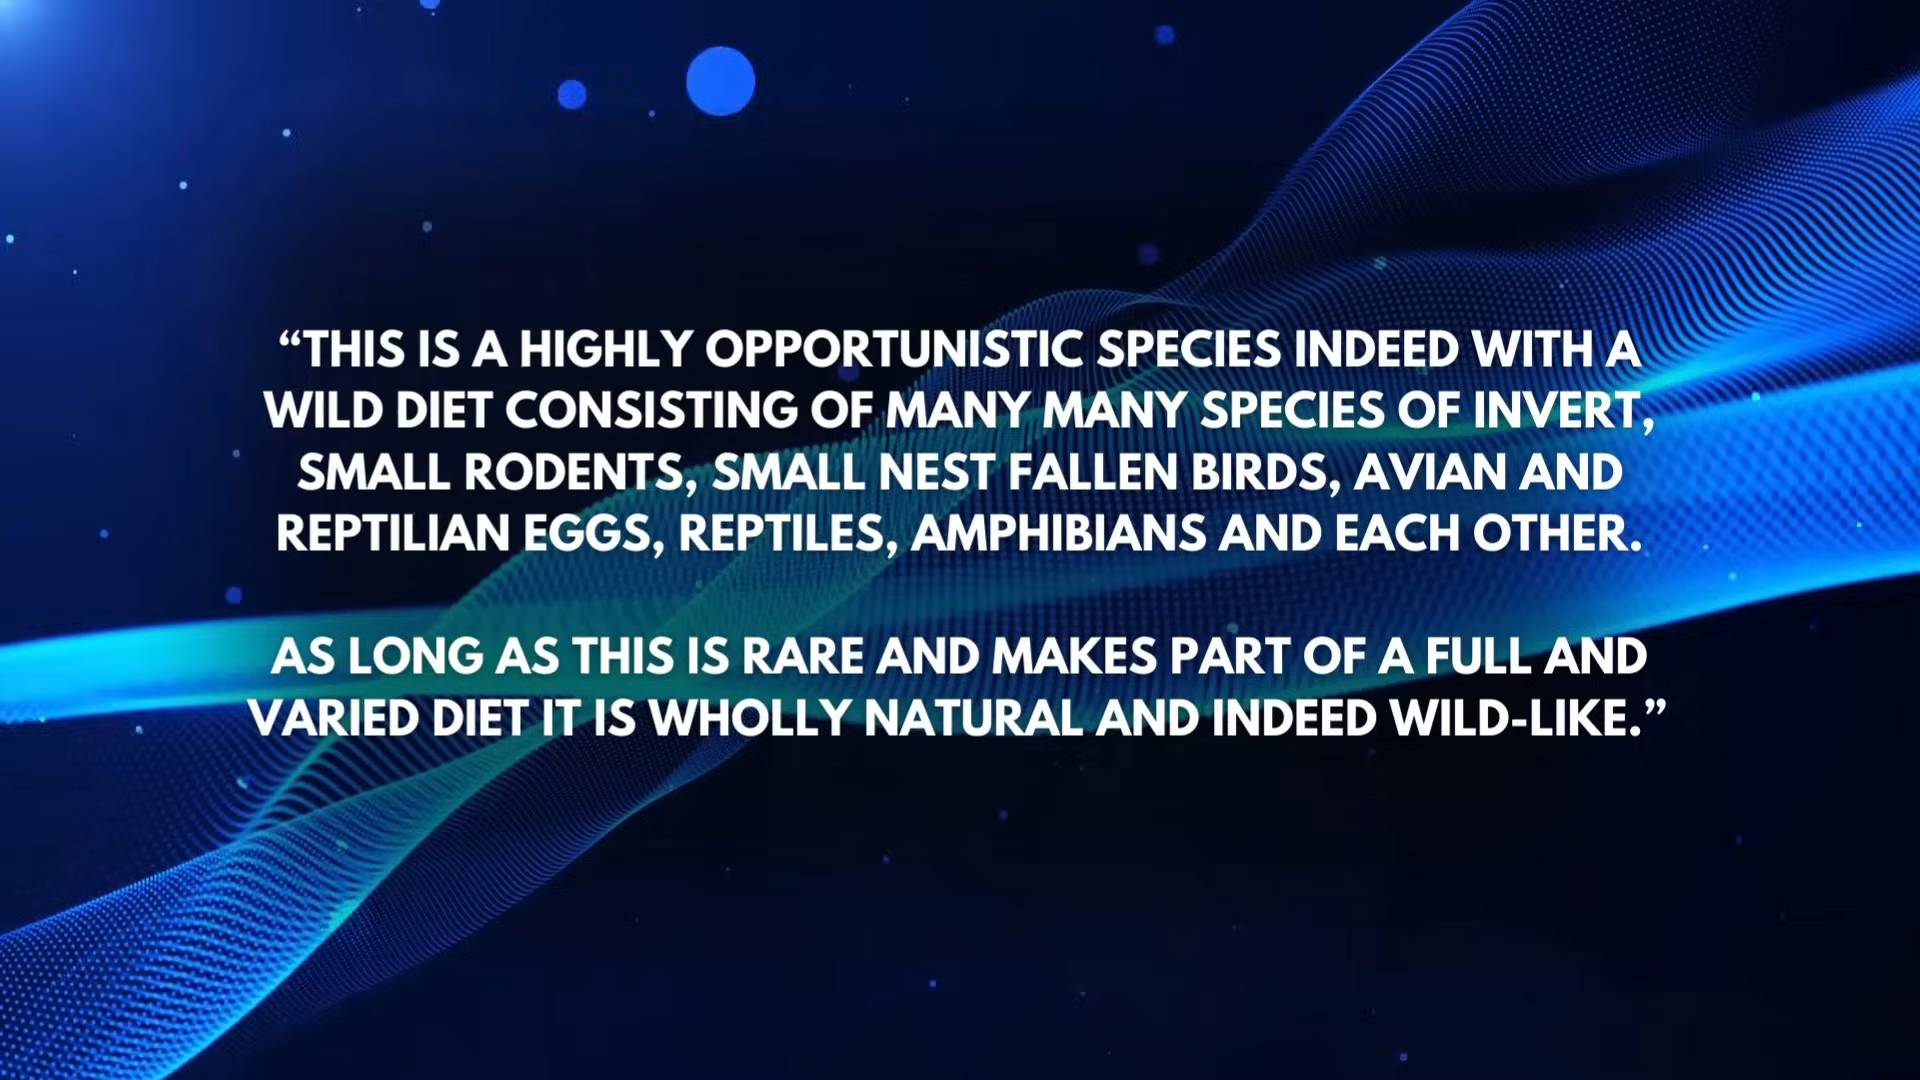 “THIS IS A HIGHLY OPPORTUNISTIC SPECIES INDEED WITH A
WILD DIET CONSISTING OF MANY MANY SPECIES OF INVERT,
SMALL RODENTS, SMALL NEST FALLEN BIRDS, AVIAN AND
REPTILIAN EGGS, REPTILES, AMPHIBIANS AND EACH OTHER.
AS LONG AS THIS IS RARE AND MAKES PART OF A FULL AND
VARIED DIET IT IS WHOLLY NATURAL AND INDEED WILD-LIKE.”